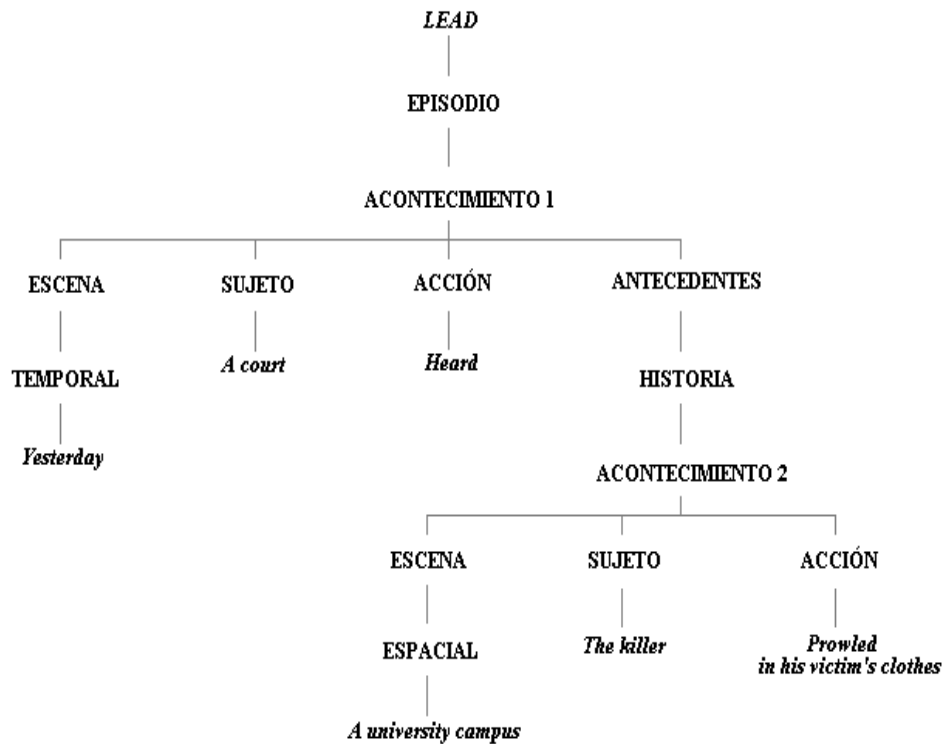 LEAD
EPISODIO
ACONTECIMIENTO 1
ESCENA SUJETO ACCIÓN ANTECEDENTES
A court Heard
TEMPORAL HISTORIA
Yesterday
ACONTECIMIENTO 2
ESCENA SUJETO ACCIÓN
The killer Prowled
in his victim's clothes
ESPACIAL
A university campus